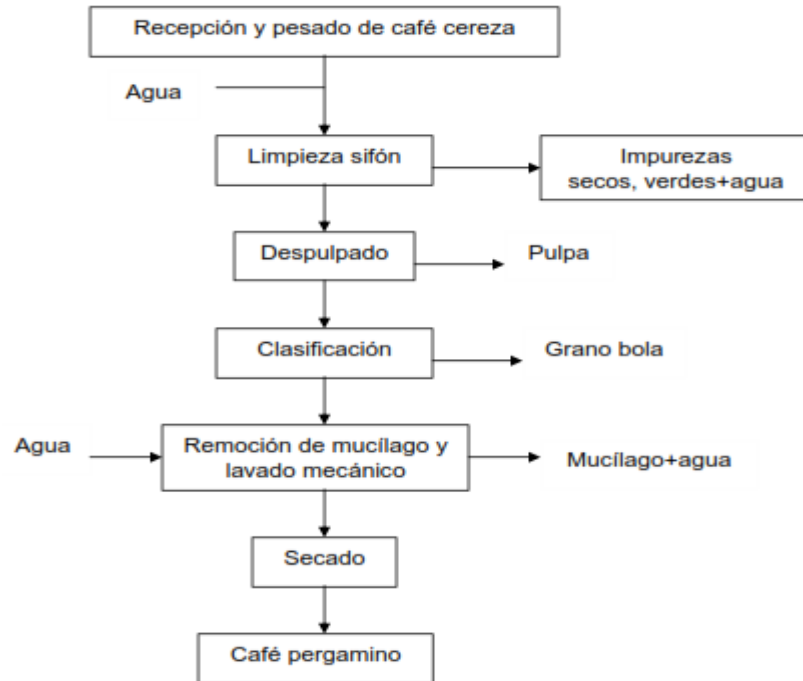 Recepción y pesado de café cereza
Agua
Limpieza sifón
Impurezas
secos, verdes+agua
Despulpado
Pulpa
Clasificación
Grano bola
Agua
Remoción de mucílago y
lavado mecánico
Mucílago+agua
Secado
Café pergamino